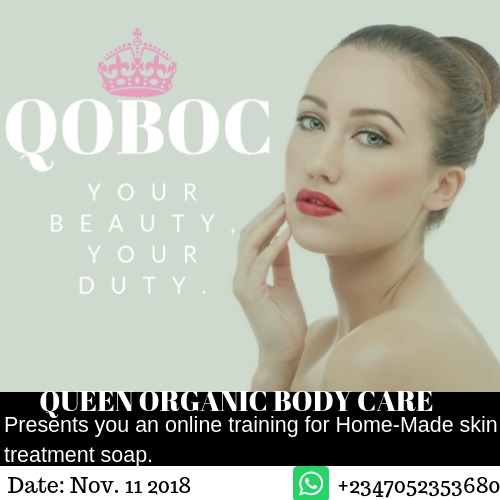 QOBOC
YOUR
BEAUTY,
YOUR
DUTY.
QUEEN ORGANIC BODY CARE
Presents you an online training for Home-Made skin
treatment soap.
Date: Nov. 11 2018
+2347052353680